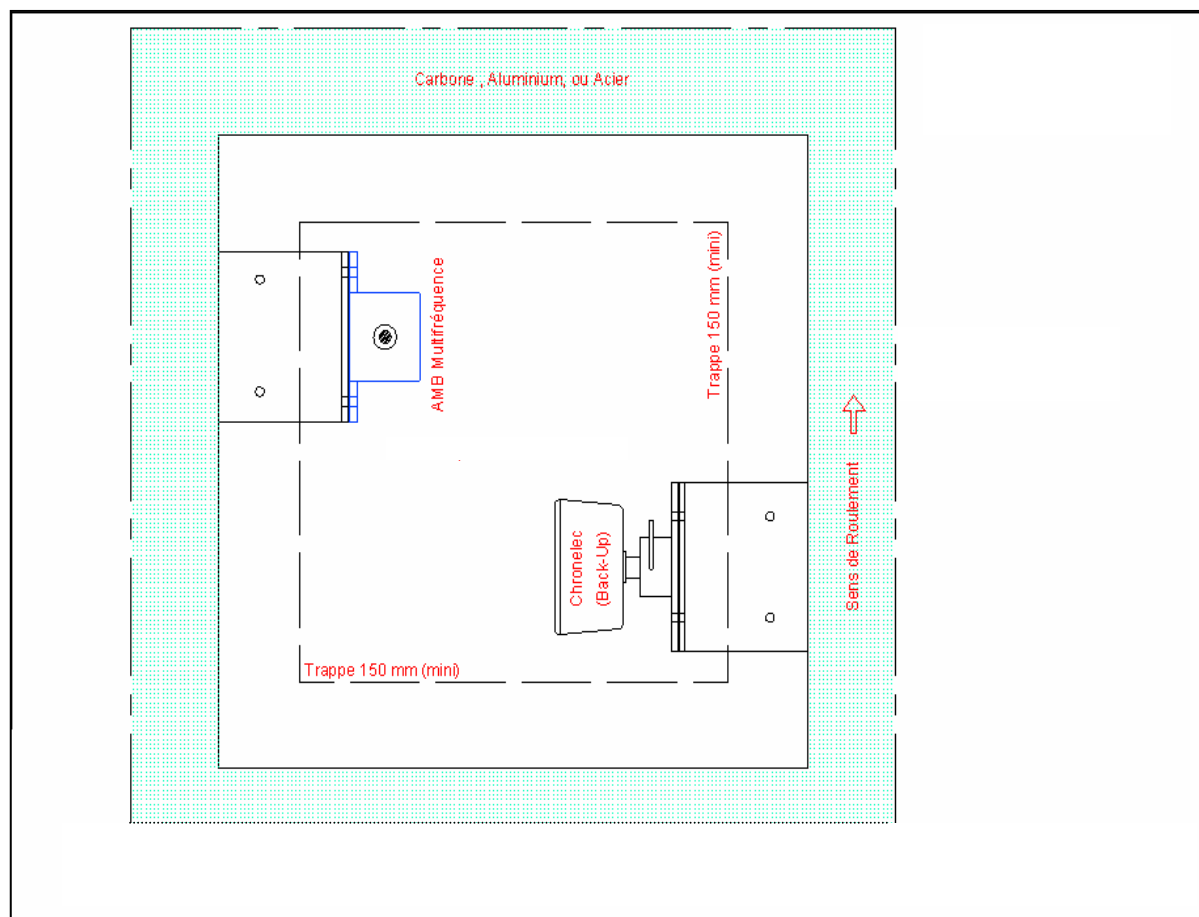 Carbone , Aluminium, ou Acier
AMB Multifréquence
Trappe 150 mm (mini)
Chronelec
(Back-Up)
Sens de Roulement
Trappe 150 mm (mini)